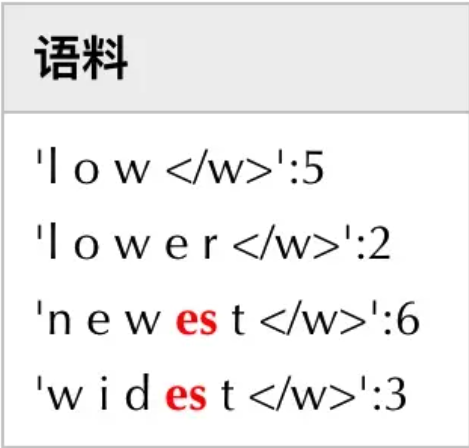 语料
'l o w </w>':5
'l o w e r </w>':2
'n e w es t </w>':6
'w i d es t </w>':3